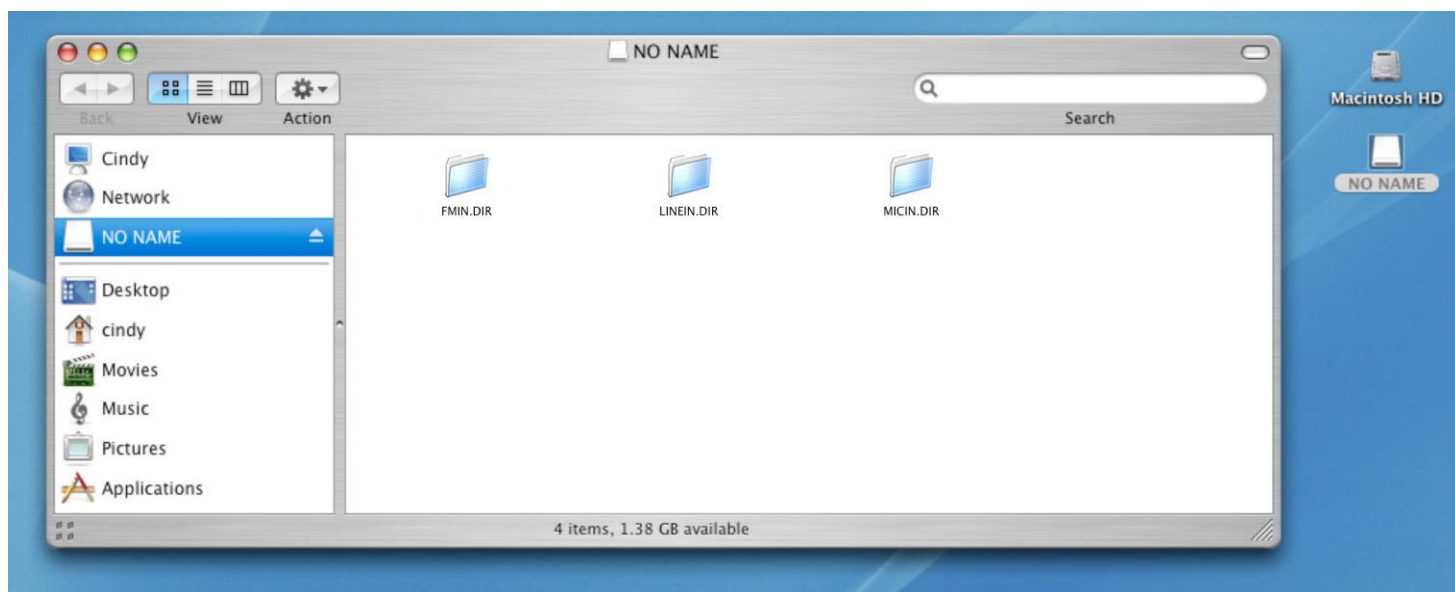 NO NAME
Back
View
Action
Search
Cindy
Network
NO NAME
Desktop
cindy
Movies
Music
Pictures
Applications
FMIN.DIR
LINEIN.DIR
MICIN.DIR
4 items, 1.38 GB available
Macintosh HD
NO NAME